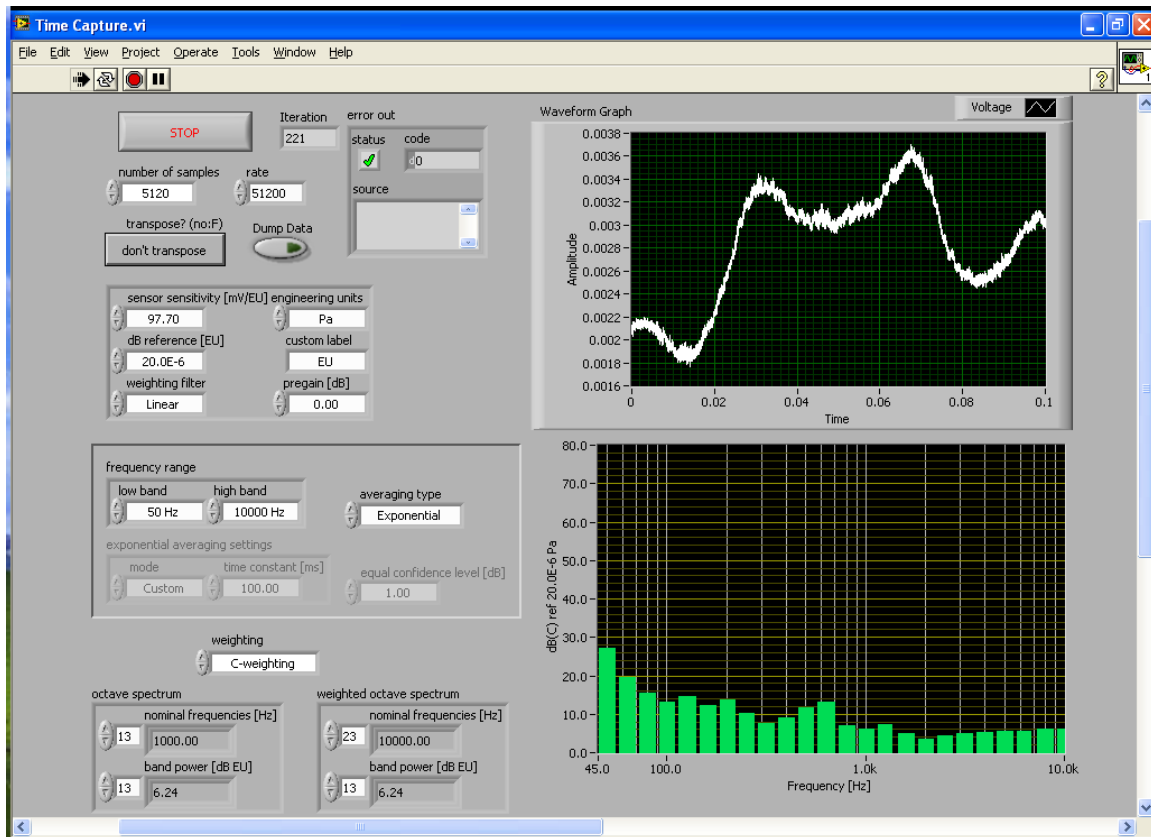 Time Capture.vi
File Edit View Project Operate Tools Window Help
?
1
STOP
Iteration
221
error out
status code
d0
source
number of samples rate
5120 51200
transpose? (no:F)
don't transpose
Dump Data
sensor sensitivity [mV/EU] engineering units
97.70 Pa
dB reference [EU] custom label
20.0E-6 EU
weighting filter pregain [dB]
Linear 0.00
frequency range
low band high band
50 Hz 10000 Hz
averaging type
Exponential
exponential averaging settings
mode time constant [ms]
Custom 100.00
equal confidence level [dB]
1.00
weighting
C-weighting
octave spectrum
nominal frequencies [Hz]
13 1000.00
band power [dB EU]
13 6.24
weighted octave spectrum
nominal frequencies [Hz]
23 10000.00
band power [dB EU]
13 6.24
Waveform Graph
Voltage
Amplitude
0.0038
0.0036
0.0034
0.0032
0.003
0.0028
0.0026
0.0024
0.0022
0.002
0.0018
0.0016
0 0.02 0.04 0.06 0.08 0.1
Time
dB(C) ref 20.0E-6 Pa
80.0
70.0
60.0
50.0
40.0
30.0
20.0
10.0
0.0
45.0 100.0 1.0k 10.0k
Frequency [Hz]